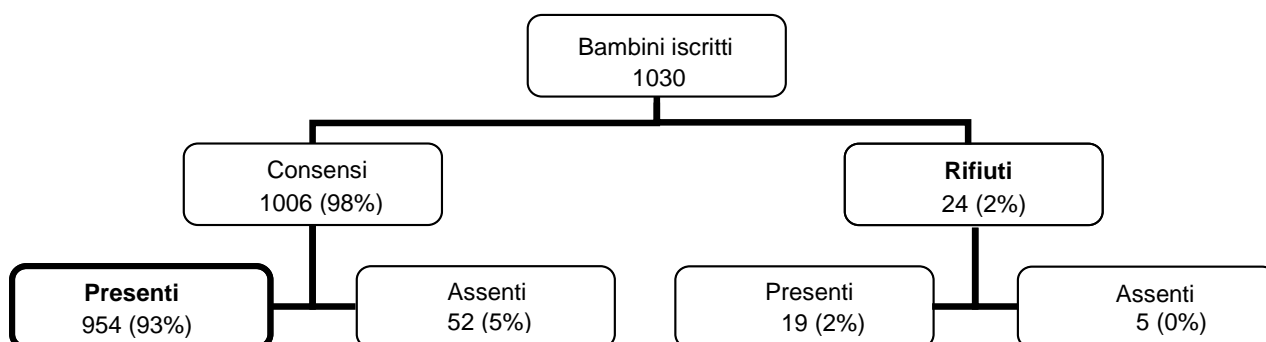 Bambini iscritti
1030
Consensi
1006 (98%)
Rifiuti
24 (2%)
Presenti
954 (93%)
Assenti
52 (5%)
Presenti
19 (2%)
Assenti
5 (0%)